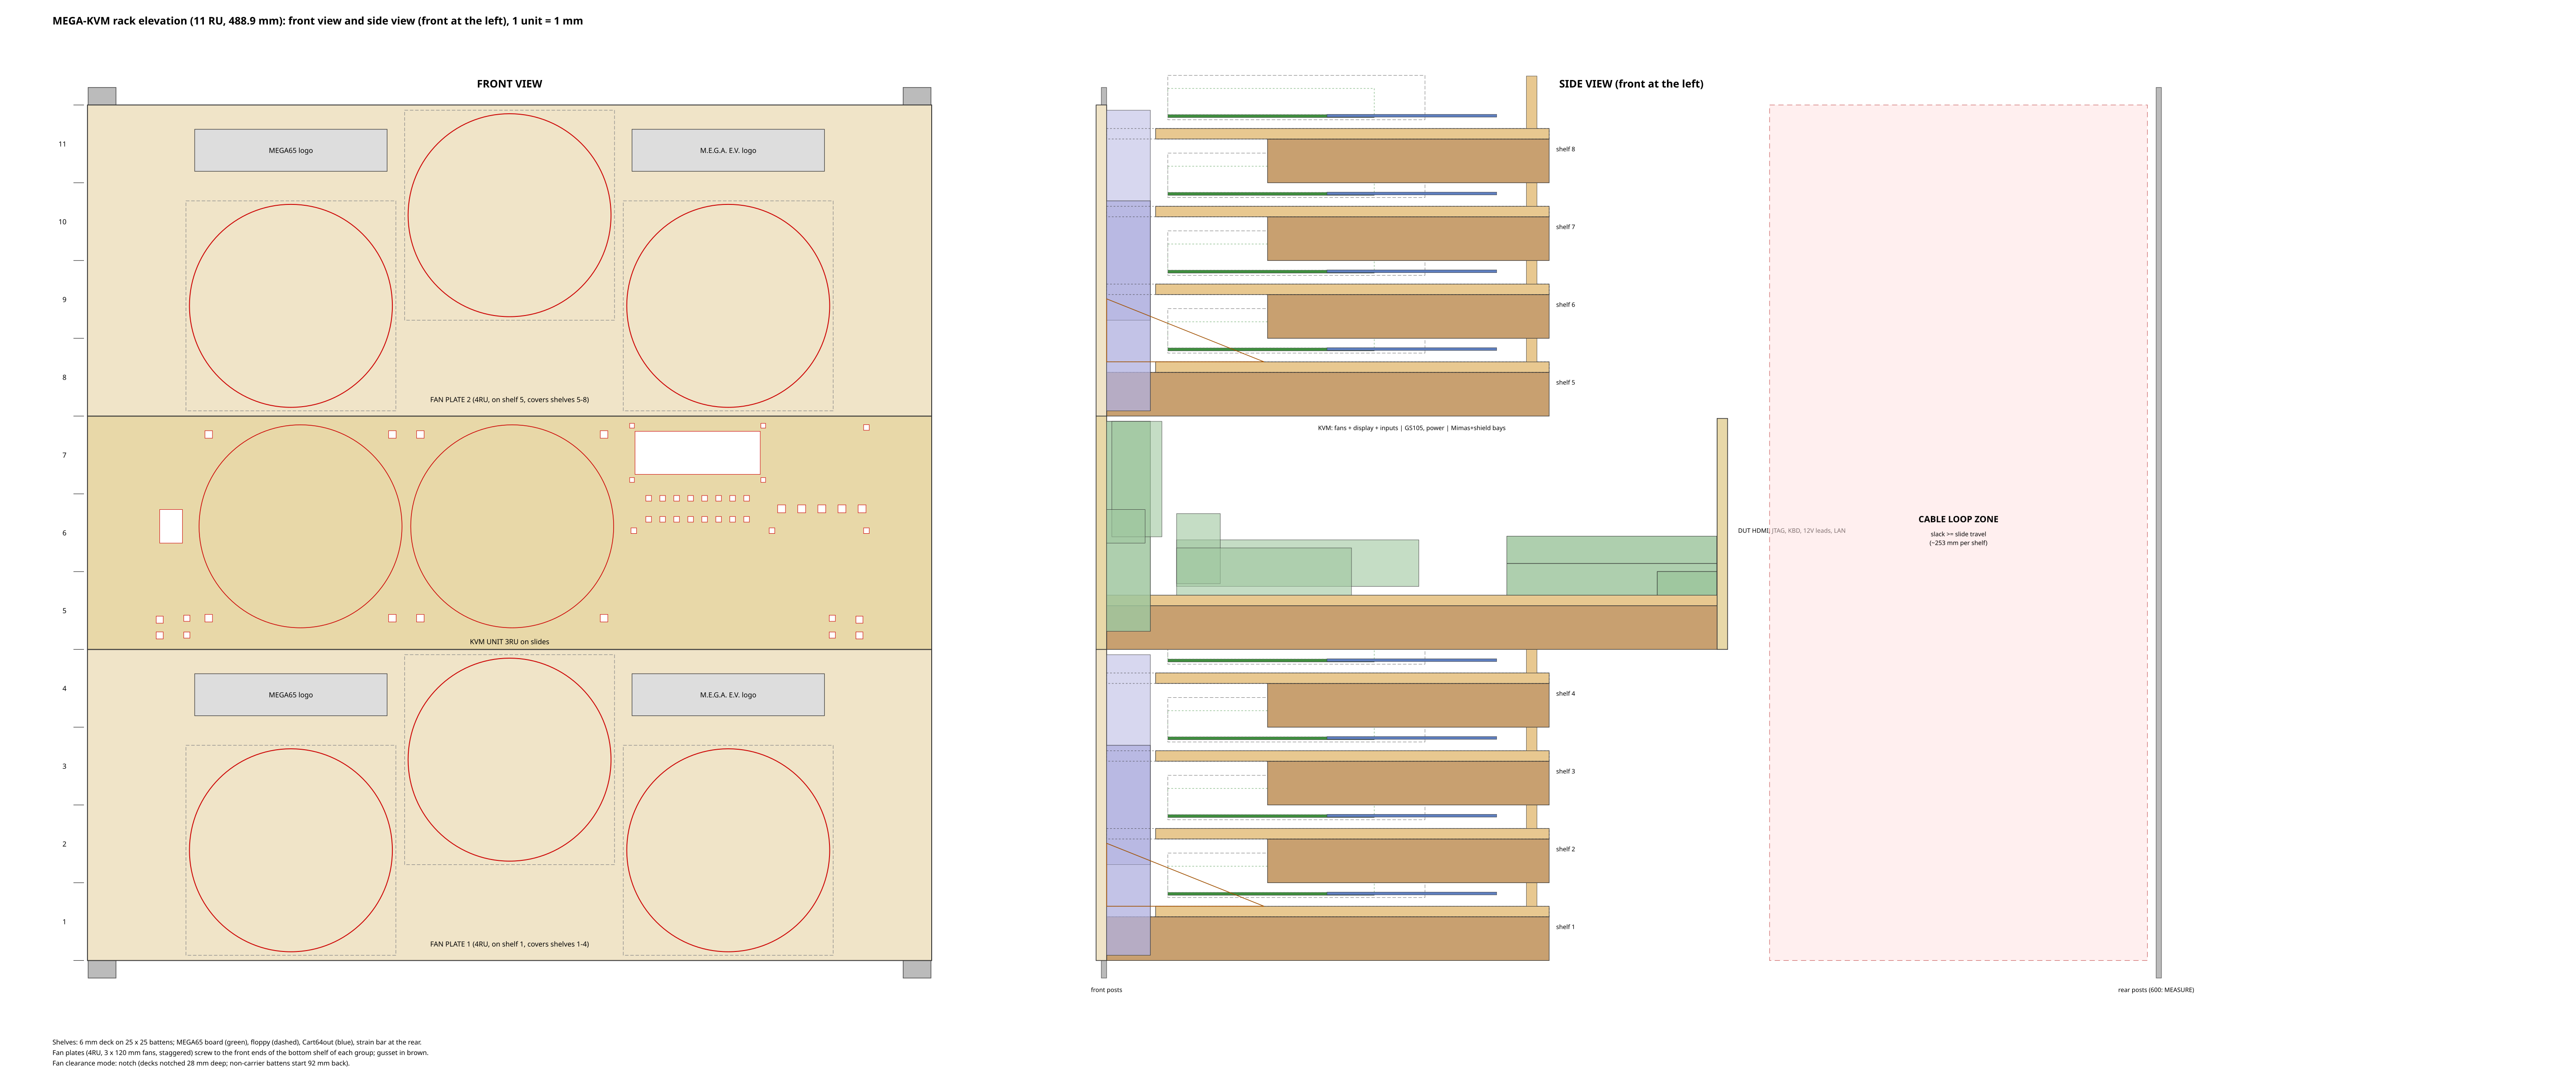 MEGA-KVM rack elevation (11 RU, 488.9 mm): front view and side view (front at the left), 1 unit = 1 mm
FRONT VIEW
SIDE VIEW (front at the left)
11
MEGA65 logo
M.E.G.A. E.V. logo
shelf 8
10
shelf 7
9
shelf 6
8
shelf 5
FAN PLATE 2 (4RU, on shelf 5, covers shelves 5-8)
KVM: fans + display + inputs | GS105, power | Mimas+shield bays
7
6
DUT HDMI, JTAG, KBD, 12V leads, LAN
CABLE LOOP ZONE
slack >= slide travel
(~253 mm per shelf)
5
KVM UNIT 3RU on slides
4
MEGA65 logo
M.E.G.A. E.V. logo
shelf 4
3
shelf 3
2
shelf 2
1
shelf 1
FAN PLATE 1 (4RU, on shelf 1, covers shelves 1-4)
front posts
rear posts (600: MEASURE)
Shelves: 6 mm deck on 25 x 25 battens; MEGA65 board (green), floppy (dashed), Cart64out (blue), strain bar at the rear.
Fan plates (4RU, 3 x 120 mm fans, staggered) screw to the front ends of the bottom shelf of each group; gusset in brown.
Fan clearance mode: notch (decks notched 28 mm deep; non-carrier battens start 92 mm back).